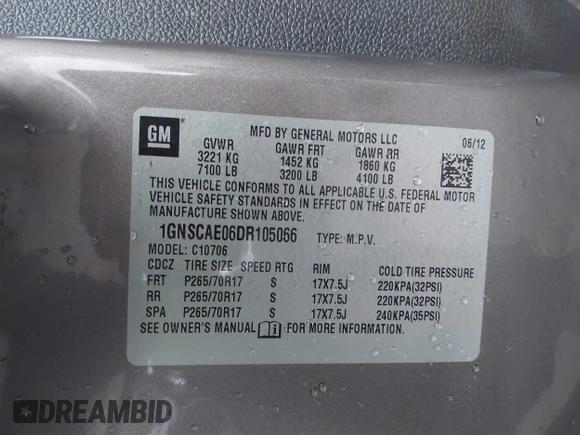 GM
MFD BY GENERAL MOTORS LLC
06/12
GVWR GAWR FRT GAWR RR
3221 KG 1452 KG 1860 KG
7100 LB 3200 LB 4100 LB
THIS VEHICLE CONFORMS TO ALL APPLICABLE U.S. FEDERAL MOTOR
VEHICLE SAFETY STANDARDS IN EFFECT ON THE DATE OF
MANUFACTURE SHOWN ABOVE.
1GNSCAE06DR105066 TYPE: M.P.V.
MODEL: C10706
CDCZ TIRE SIZE SPEED RTG RIM COLD TIRE PRESSURE
FRT P265/70R17 S 17X7.5J 220KPA(32PSI)
RR P265/70R17 S 17X7.5J 220KPA(32PSI)
SPA P265/70R17 S 17X7.5J 240KPA(35PSI)
SEE OWNER'S MANUAL FOR MORE INFORMATION.
DREAMBID